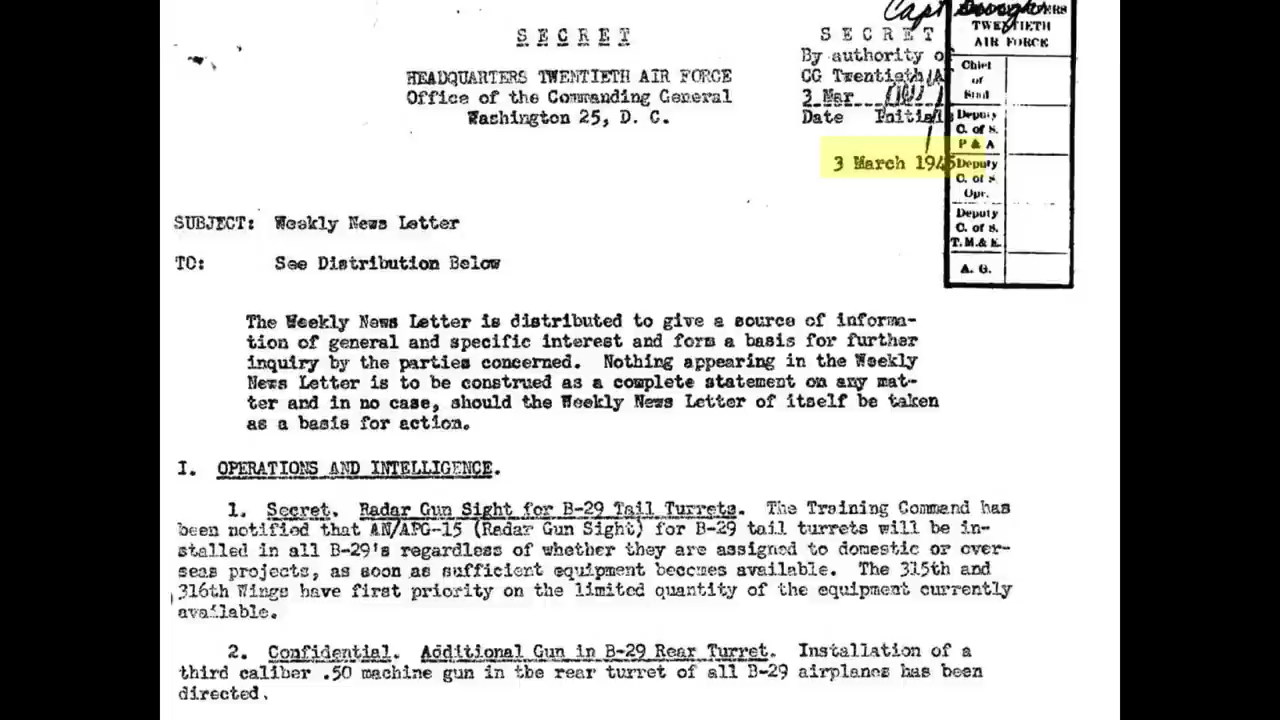 Capt
SECRET
HEADQUARTERS TWENTIETH AIR FORCE
Office of the Commanding General
Washington 25, D. C.
SECRET
By authority of
CG Twentieth AF
3 Mar
Date Initials
3 March 1945
TWENTIETH
AIR FORCE
Chief
of
Staff
Deputy
C. of S.
P & A
Deputy
C. of S.
Opr.
Deputy
C. of S.
T.M.& E.
A. G.
SUBJECT: Weekly News Letter
TO: See Distribution Below
The Weekly News Letter is distributed to give a source of informa-
tion of general and specific interest and form a basis for further
inquiry by the parties concerned. Nothing appearing in the Weekly
News Letter is to be construed as a complete statement on any mat-
ter and in no case, should the Weekly News Letter of itself be taken
as a basis for action.
I. OPERATIONS AND INTELLIGENCE.
1. Secret. Radar Gun Sight for B-29 Tail Turrets. The Training Command has
been notified that AN/APG-15 (Radar Gun Sight) for B-29 tail turrets will be in-
stalled in all B-29's regardless of whether they are assigned to domestic or over-
seas projects, as soon as sufficient equipment becomes available. The 315th and
316th Wings have first priority on the limited quantity of the equipment currently
available.
2. Confidential. Additional Gun in B-29 Rear Turret. Installation of a
third caliber .50 machine gun in the rear turret of all B-29 airplanes has been
directed.